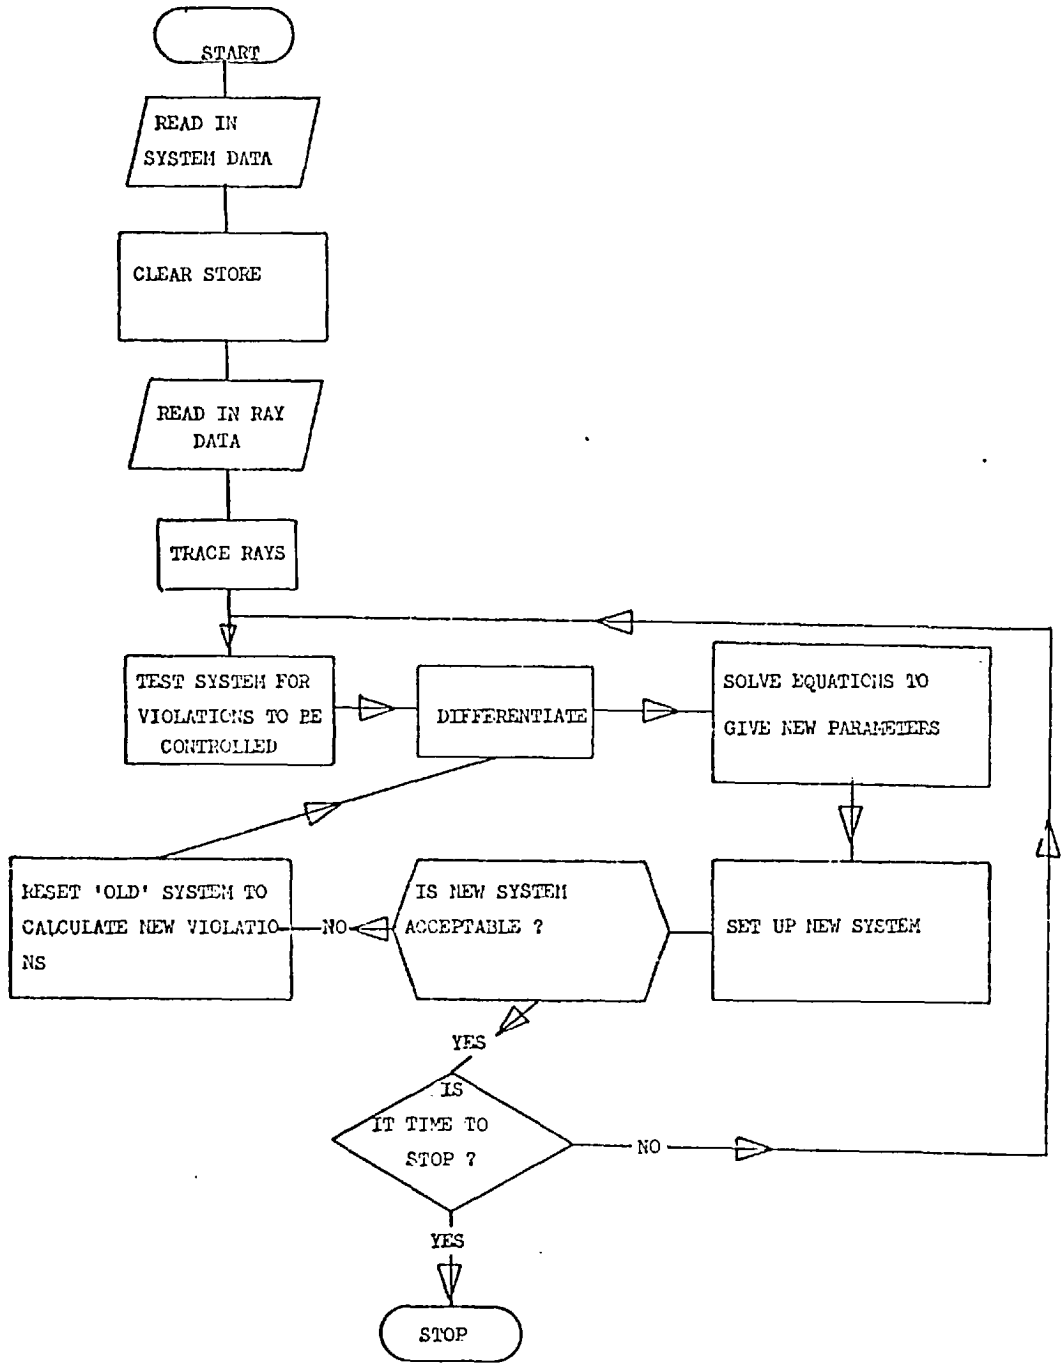 START
READ IN
SYSTEM DATA
CLEAR STORE
READ IN RAY
DATA
TRACE RAYS
TEST SYSTEM FOR
VIOLATIONS TO BE
CONTROLLED
DIFFERENTIATE
SOLVE EQUATIONS TO
GIVE NEW PARAMETERS
RESET 'OLD' SYSTEM TO
CALCULATE NEW VIOLATIO
NS
NO
IS NEW SYSTEM
ACCEPTABLE ?
SET UP NEW SYSTEM
YES
IS
IT TIME TO
STOP ?
NO
YES
STOP